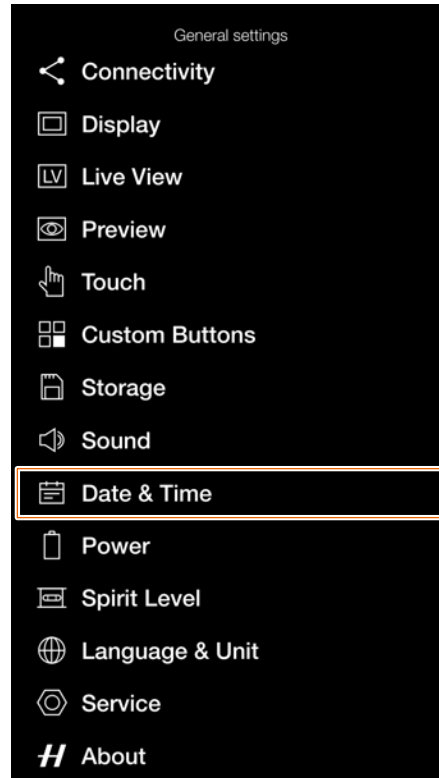 General settings
Connectivity
Display
LV Live View
Preview
Touch
Custom Buttons
Storage
Sound
Date & Time
Power
Spirit Level
Language & Unit
Service
H About